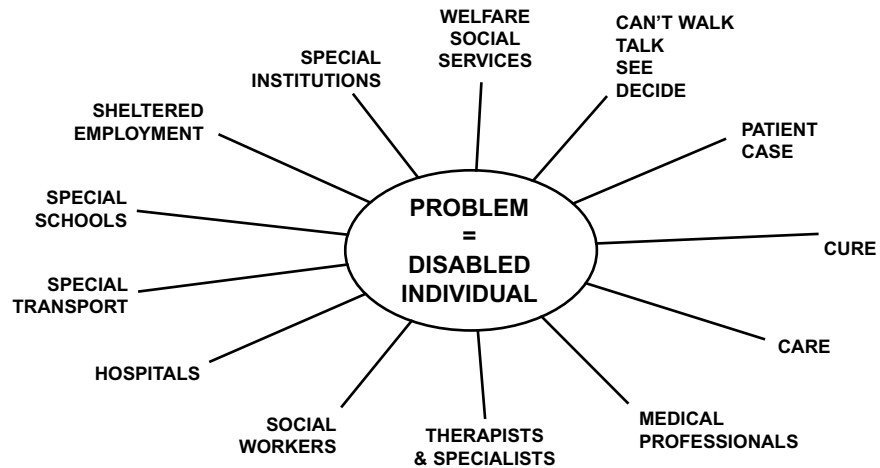 WELFARE
SOCIAL
SERVICES
CAN'T WALK
TALK
SEE
DECIDE
SPECIAL
INSTITUTIONS
SHELTERED
EMPLOYMENT
PATIENT
CASE
SPECIAL
SCHOOLS
PROBLEM
=
DISABLED
INDIVIDUAL
CURE
SPECIAL
TRANSPORT
CARE
HOSPITALS
SOCIAL
WORKERS
THERAPISTS
& SPECIALISTS
MEDICAL
PROFESSIONALS